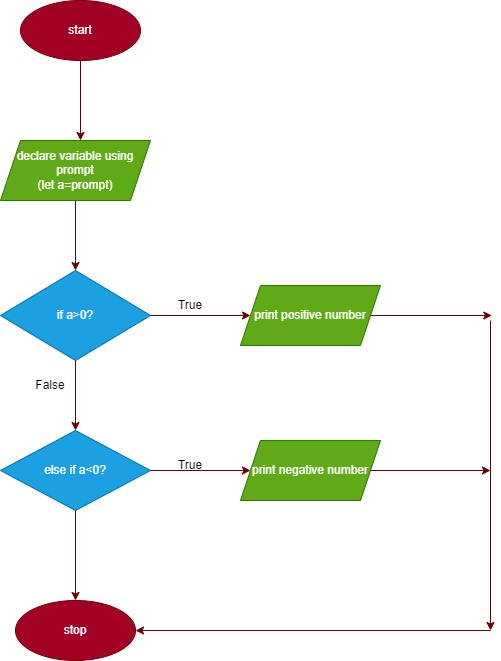 start
declare variable using
prompt
(let a=prompt)
if a>0?
True
print positive number
False
else if a<0?
True
print negative number
stop